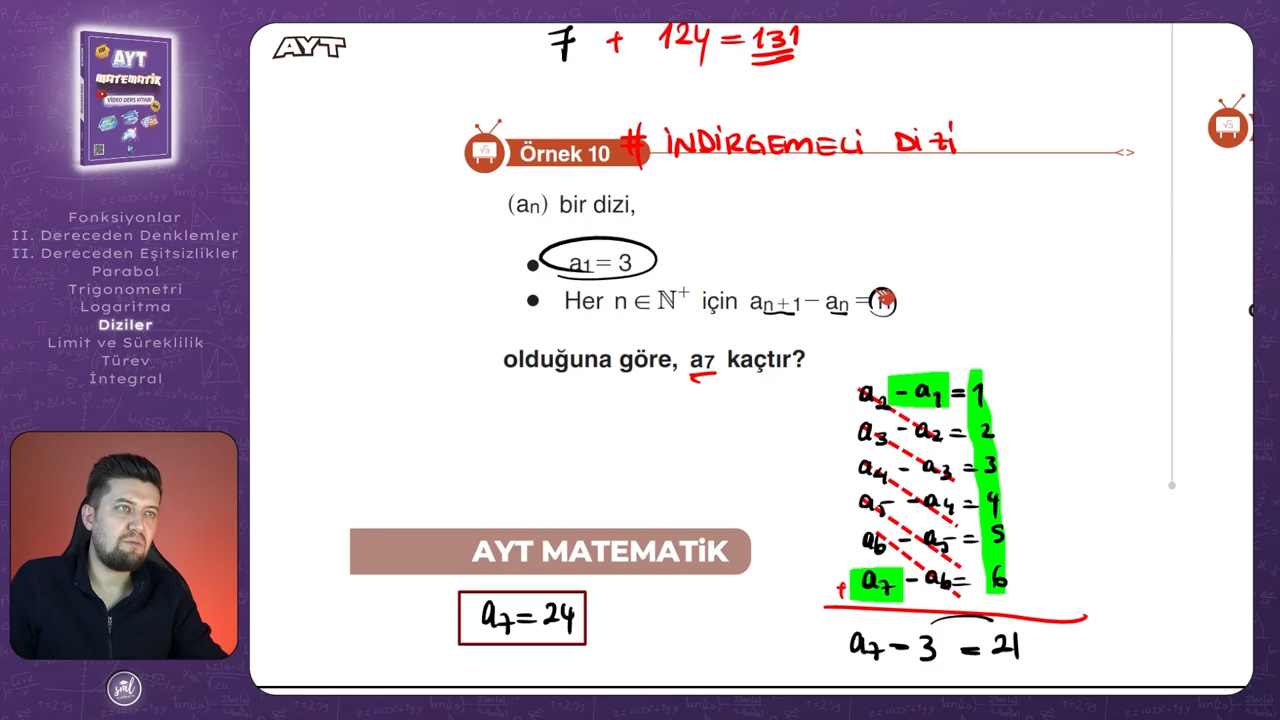 AYT
MATEMATİK
VİDEO DERS KİTABI
Fonksiyonlar
II. Dereceden Denklemler
II. Dereceden Eşitsizlikler
Parabol
Trigonometri
Logaritma
Diziler
Limit ve Süreklilik
Türev
İntegral
sml
AYT
7 + 124 = 131
Örnek 10 # İNDİRGEMELİ DİZİ
(an) bir dizi,
• a1 = 3
• Her n ∈ N+ için an+1 − an = n
olduğuna göre, a7 kaçtır?
a2 - a1 = 1
a3 - a2 = 2
a4 - a3 = 3
a5 - a4 = 4
a6 - a5 = 5
+ a7 - a6 = 6
a7 - 3 = 21
AYT MATEMATİK
a7 = 24